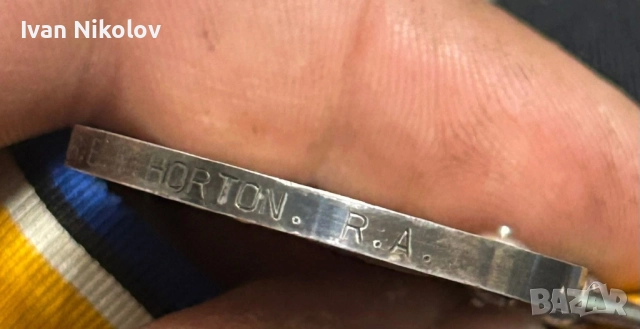 Ivan Nikolov
E. HORTON. R.A.
BAZAR